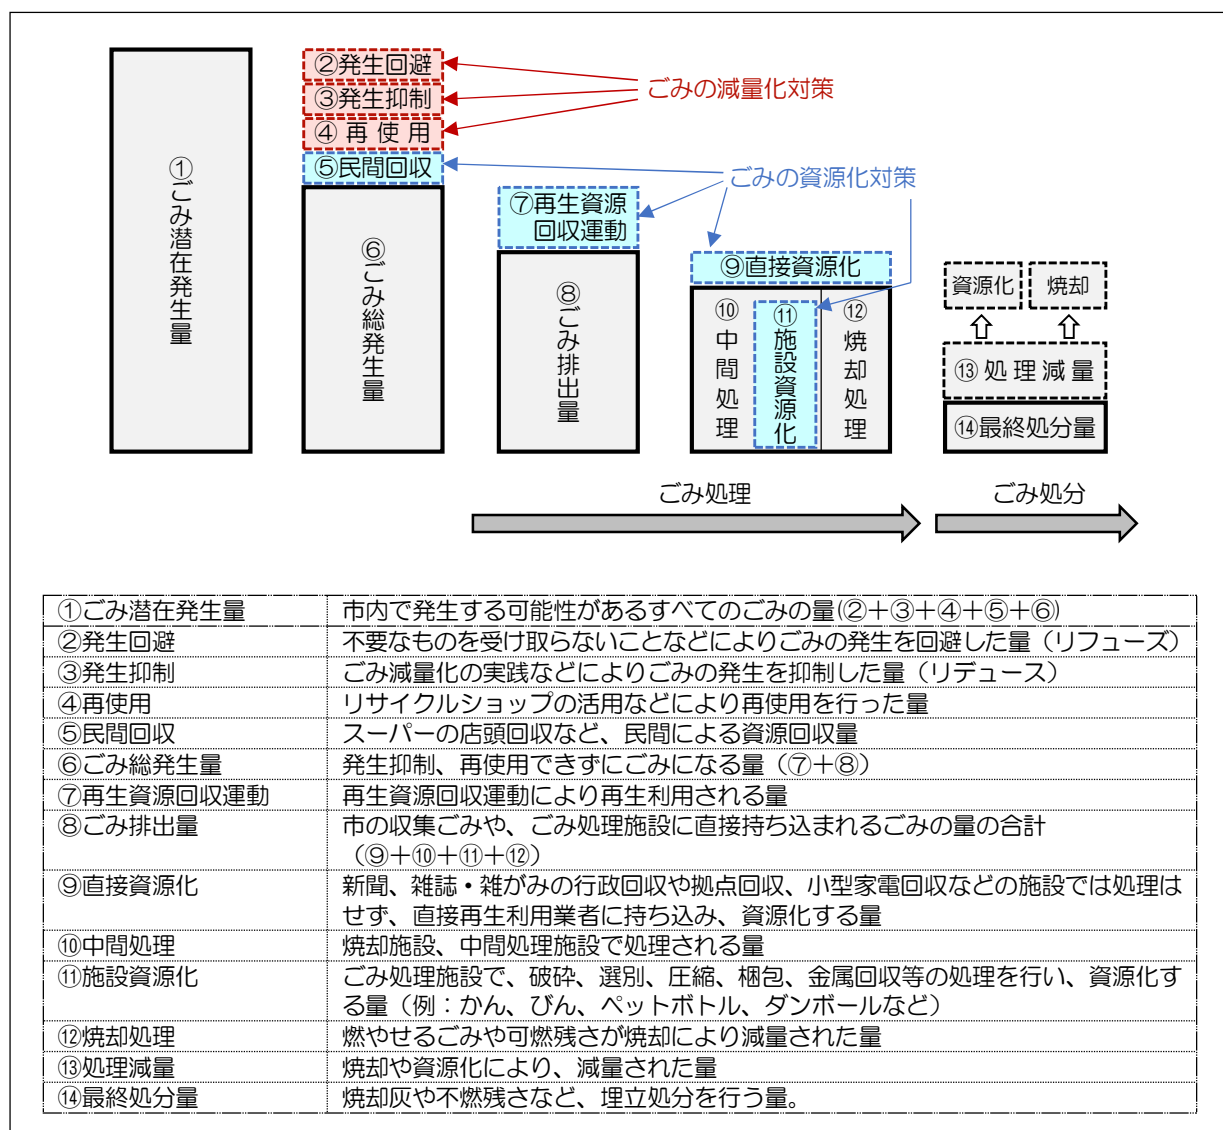 ②発生回避
③発生抑制
④再使用
⑤民間回収
ごみの減量化対策
ごみの資源化対策
①ごみ潜在発生量
⑥ごみ総発生量
⑦再生資源
回収運動
⑧ごみ排出量
⑨直接資源化
⑩中間処理
⑪施設資源化
⑫焼却処理
資源化
焼却
⑬処理減量
⑭最終処分量
ごみ処理
ごみ処分
①ごみ潜在発生量 市内で発生する可能性があるすべてのごみの量(②+③+④+⑤+⑥)
②発生回避 不要なものを受け取らないことなどによりごみの発生を回避した量(リフューズ)
③発生抑制 ごみ減量化の実践などによりごみの発生を抑制した量(リデュース)
④再使用 リサイクルショップの活用などにより再使用を行った量
⑤民間回収 スーパーの店頭回収など、民間による資源回収量
⑥ごみ総発生量 発生抑制、再使用できずにごみになる量(⑦+⑧)
⑦再生資源回収運動 再生資源回収運動により再生利用される量
⑧ごみ排出量 市の収集ごみや、ごみ処理施設に直接持ち込まれるごみの量の合計
(⑨+⑩+⑪+⑫)
⑨直接資源化 新聞、雑誌・雑がみの行政回収や拠点回収、小型家電回収などの施設では処理は
せず、直接再生利用業者に持ち込み、資源化する量
⑩中間処理 焼却施設、中間処理施設で処理される量
⑪施設資源化 ごみ処理施設で、破砕、選別、圧縮、梱包、金属回収等の処理を行い、資源化す
る量(例:かん、びん、ペットボトル、ダンボールなど)
⑫焼却処理 燃やせるごみや可燃残さが焼却により減量された量
⑬処理減量 焼却や資源化により、減量された量
⑭最終処分量 焼却灰や不燃残さなど、埋立処分を行う量。